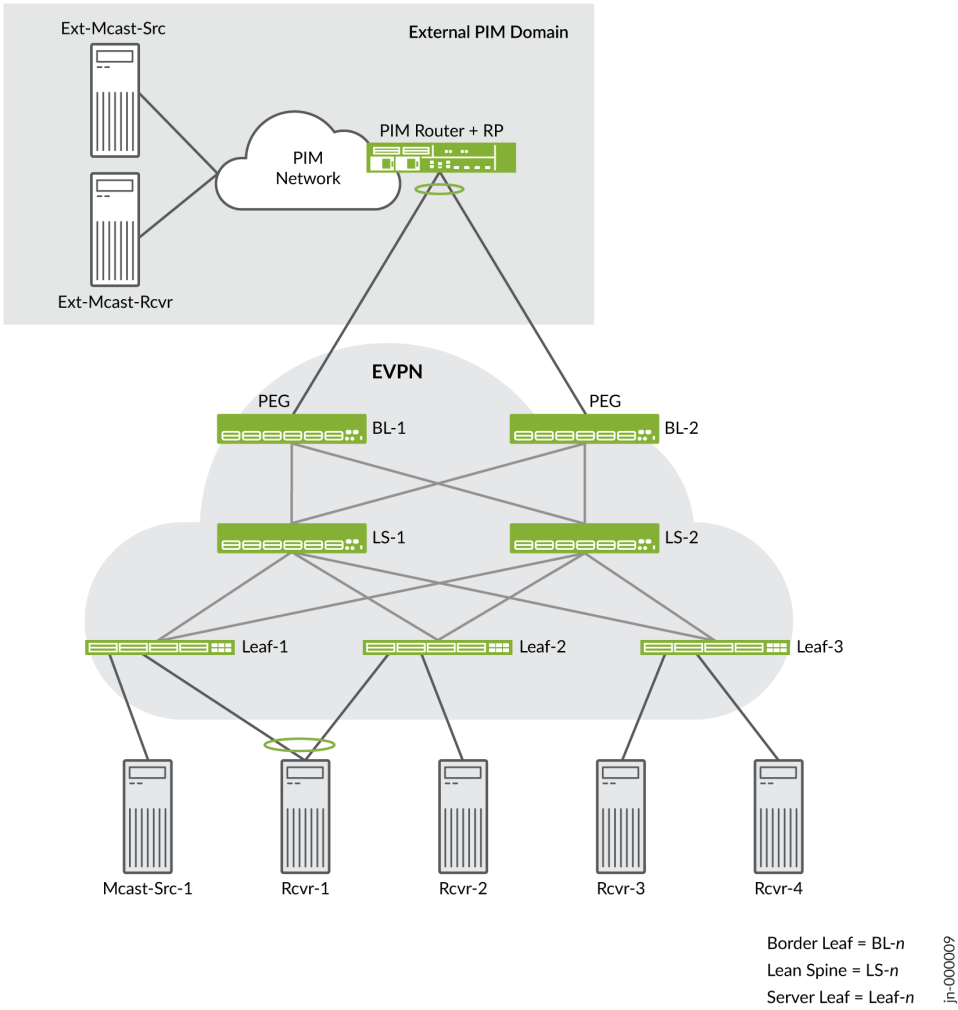 Ext-Mcast-Src
External PIM Domain
PIM Router + RP
PIM
Network
Ext-Mcast-Rcvr
EVPN
PEG
PEG
BL-1
BL-2
LS-1
LS-2
Leaf-1
Leaf-2
Leaf-3
Mcast-Src-1
Rcvr-1
Rcvr-2
Rcvr-3
Rcvr-4
Border Leaf = BL-n
Lean Spine = LS-n
Server Leaf = Leaf-n
jn-000009